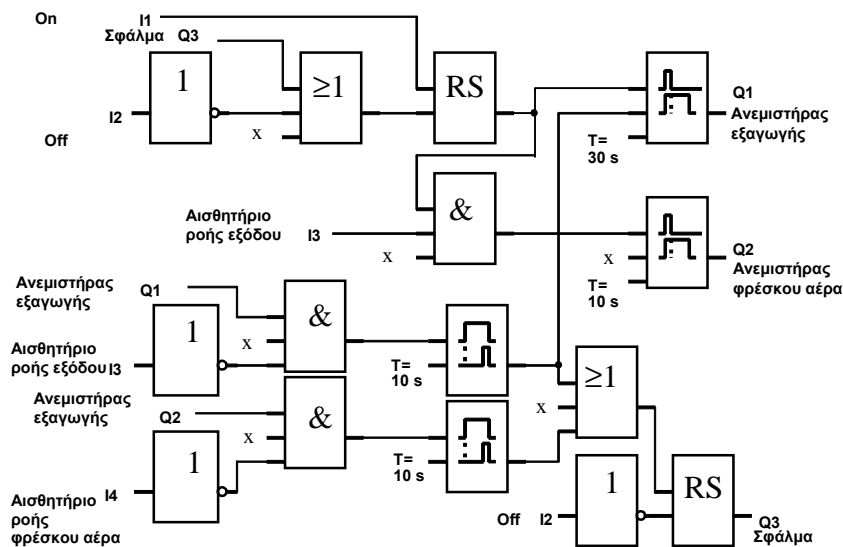 On I1
Σφάλμα Q3
1
≥1
RS
Q1
Ανεμιστήρας
εξαγωγής
I2
x
Off
T=
30 s
&
Αισθητήριο
ροής εξόδου I3
x
x
Q2
Ανεμιστήρας
φρέσκου αέρα
T=
10 s
Ανεμιστήρας
εξαγωγής
Q1
1
&
x
Αισθητήριο
ροής εξόδου I3
T=
10 s
≥1
Ανεμιστήρας
εξαγωγής
Q2
&
x
x
1
T=
10 s
Αισθητήριο
ροής
φρέσκου αέρα
I4
1
RS
Off I2
Q3
Σφάλμα